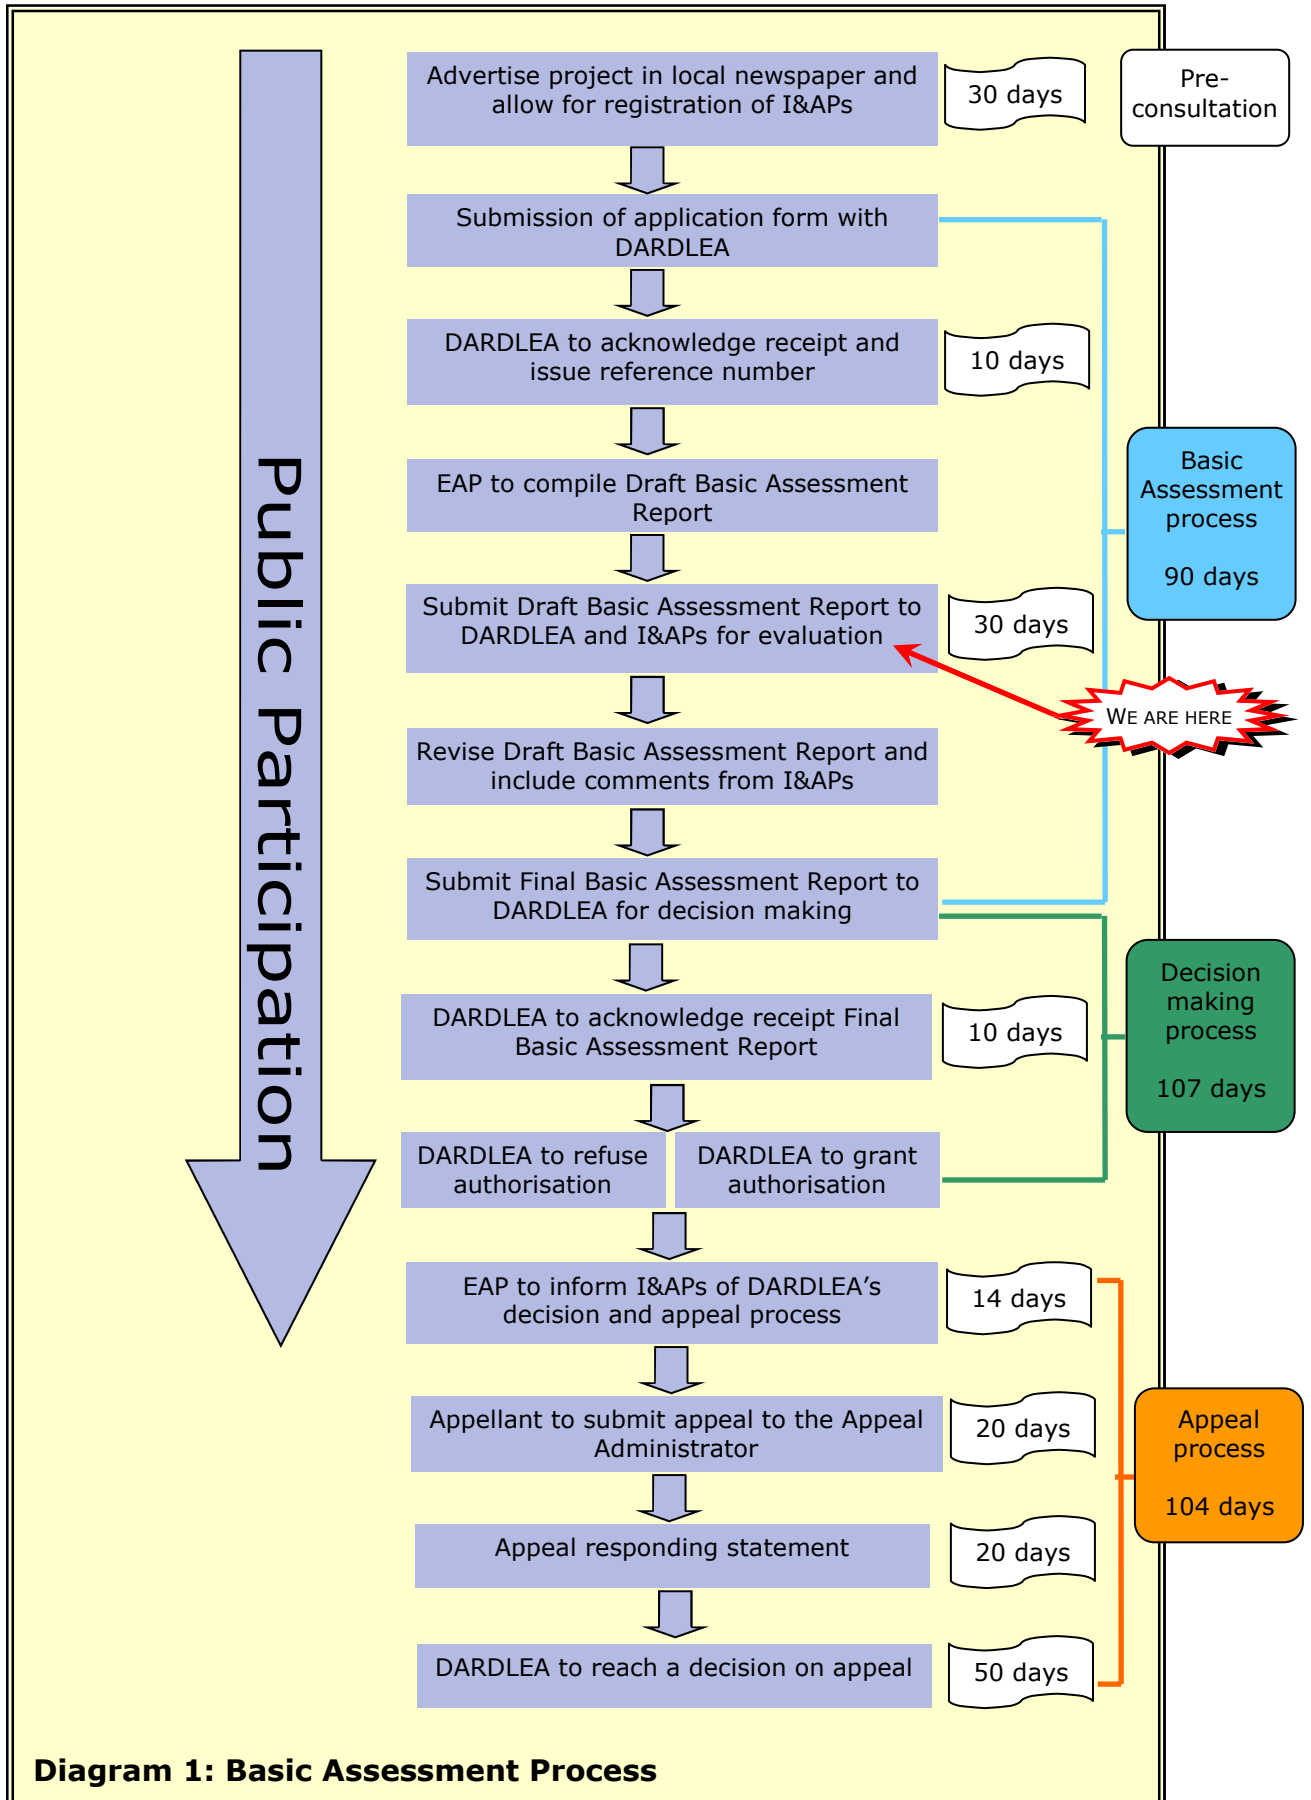 Advertise project in local newspaper and
allow for registration of I&APs
30 days
Pre-
consultation
Submission of application form with
DARDLEA
DARDLEA to acknowledge receipt and
issue reference number
10 days
EAP to compile Draft Basic Assessment
Report
Basic
Assessment
process
90 days
Submit Draft Basic Assessment Report to
DARDLEA and I&APs for evaluation
30 days
WE ARE HERE
Revise Draft Basic Assessment Report and
include comments from I&APs
Submit Final Basic Assessment Report to
DARDLEA for decision making
DARDLEA to acknowledge receipt Final
Basic Assessment Report
10 days
Decision
making
process
107 days
DARDLEA to refuse
authorisation
DARDLEA to grant
authorisation
EAP to inform I&APs of DARDLEA’s
decision and appeal process
14 days
Appellant to submit appeal to the Appeal
Administrator
20 days
Appeal
process
104 days
Appeal responding statement
20 days
DARDLEA to reach a decision on appeal
50 days
Public Participation
Diagram 1: Basic Assessment Process